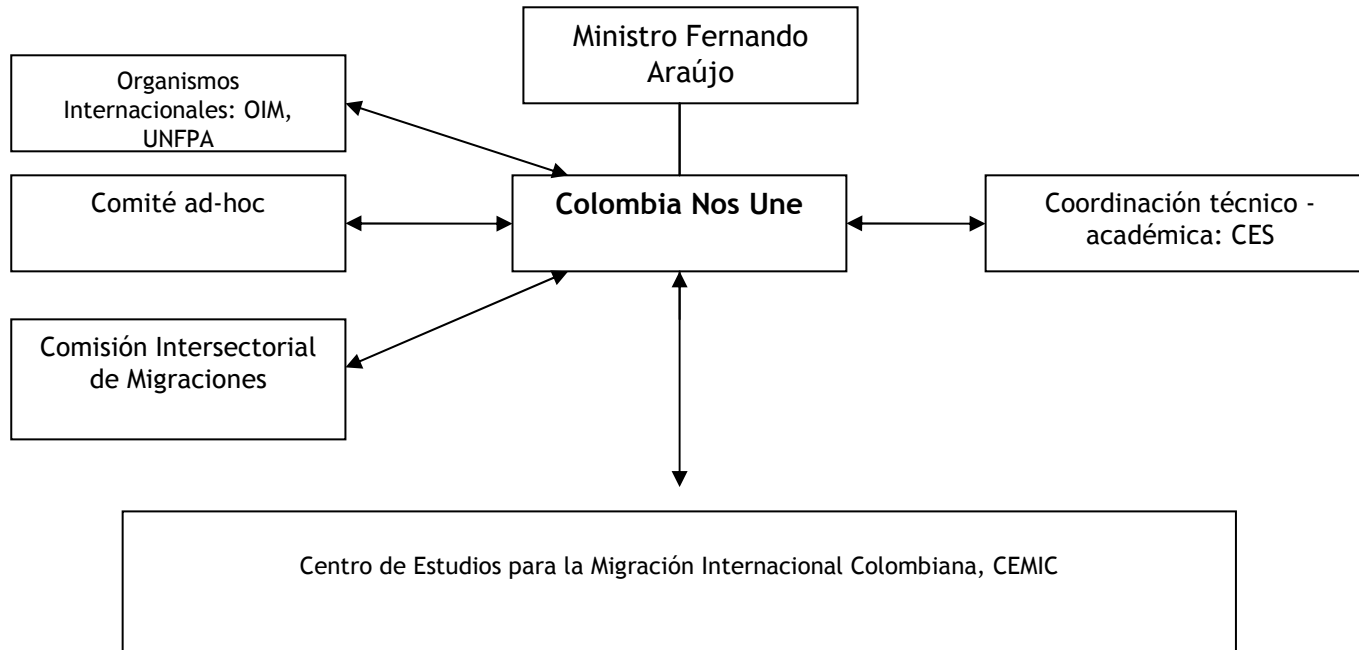 Ministro Fernando
Araújo
Organismos
Internacionales: OIM,
UNFPA
Comité ad-hoc
Colombia Nos Une
Coordinación técnico -
académica: CES
Comisión Intersectorial
de Migraciones
Centro de Estudios para la Migración Internacional Colombiana, CEMIC